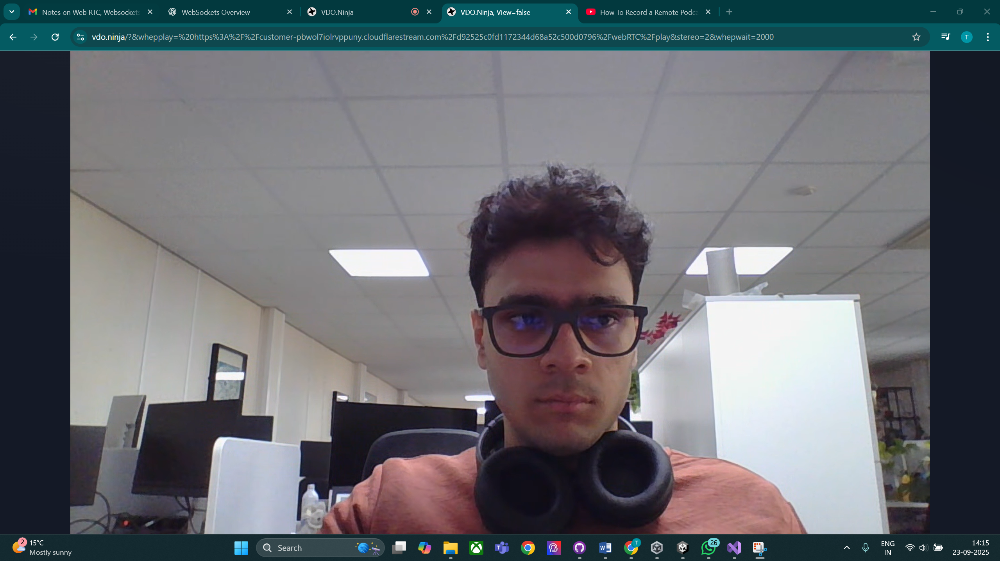 Notes on Web RTC, Websockets
WebSockets Overview
VDO.Ninja
VDO.Ninja, View=false
How To Record a Remote Podca
vdo.ninja/?&whepplay=%20https%3A%2F%2Fcustomer-pbwol7iolrvppuny.cloudflarestream.com%2Fd92525c0fd1172344d68a52c500d0796%2FwebRTC%2Fplay&stereo=2&whepwait=2000
T
2
15°C
Mostly sunny
Search
T
26
ENG
IN
14:15
23-09-2025